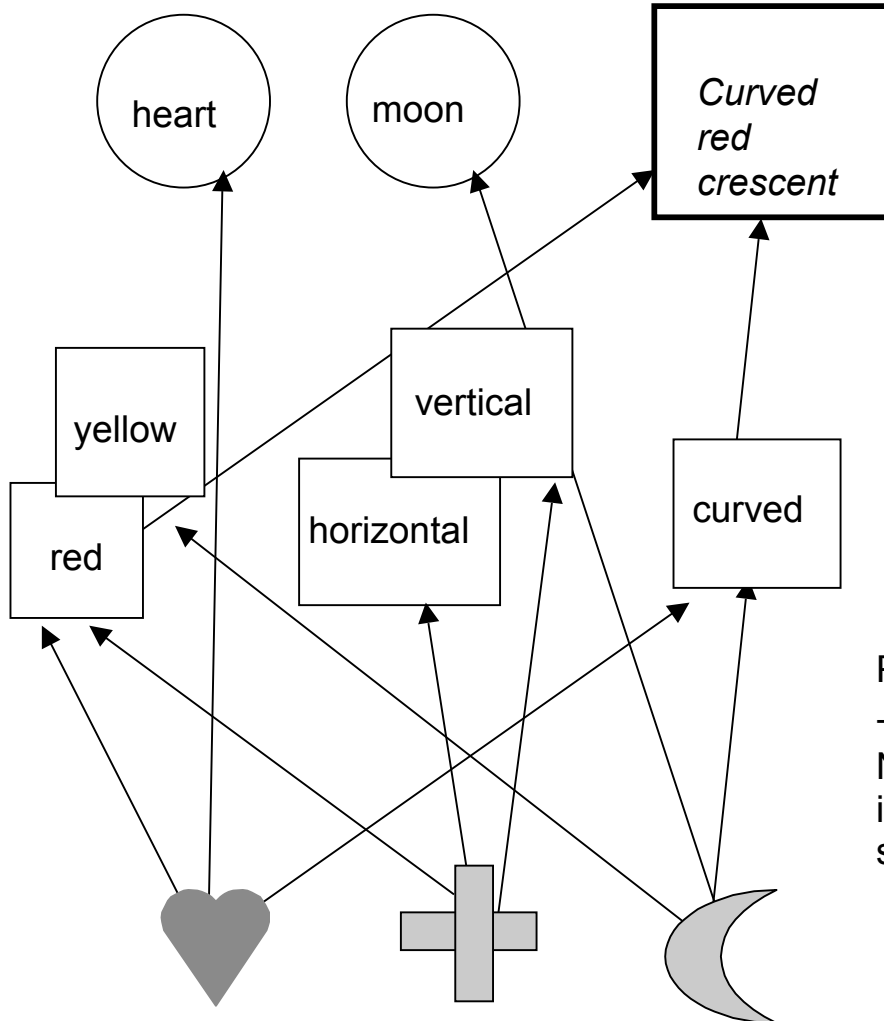 heart
moon
Curved
red
crescent
yellow
vertical
red
horizontal
curved